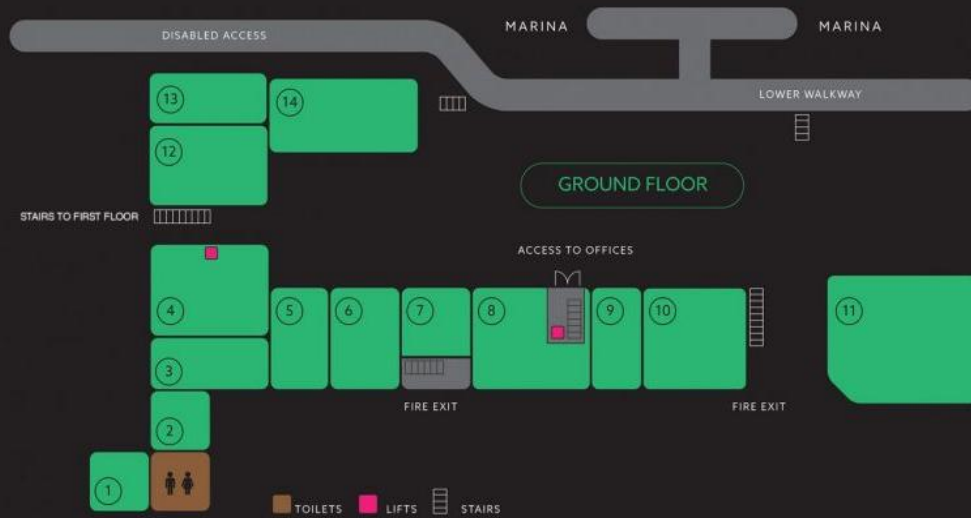 MARINA
MARINA
DISABLED ACCESS
LOWER WALKWAY
13
14
12
GROUND FLOOR
STAIRS TO FIRST FLOOR
ACCESS TO OFFICES
4
5
6
7
8
9
10
11
3
FIRE EXIT
FIRE EXIT
2
1
TOILETS
LIFTS
STAIRS